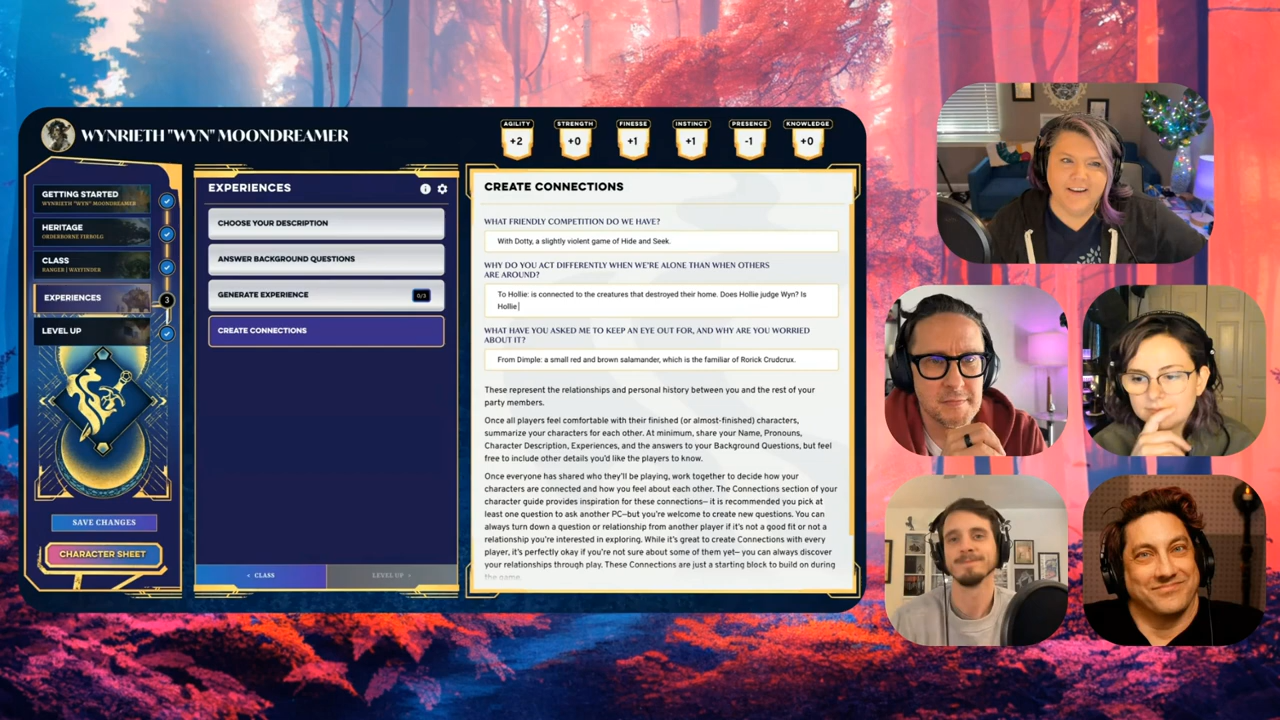 WYNRIETH "WYN" MOONDREAMER
AGILITY
+2
STRENGTH
+0
FINESSE
+1
INSTINCT
+1
PRESENCE
-1
KNOWLEDGE
+0
GETTING STARTED
WYNRIETH "WYN" MOONDREAMER
HERITAGE
ORDERBORNE FIRBOLG
CLASS
RANGER | WAYFINDER
EXPERIENCES
3
LEVEL UP
SAVE CHANGES
CHARACTER SHEET
EXPERIENCES
CHOOSE YOUR DESCRIPTION
ANSWER BACKGROUND QUESTIONS
GENERATE EXPERIENCE
0/3
CREATE CONNECTIONS
< CLASS
LEVEL UP >
CREATE CONNECTIONS
WHAT FRIENDLY COMPETITION DO WE HAVE?
With Dotty, a slightly violent game of Hide and Seek.
WHY DO YOU ACT DIFFERENTLY WHEN WE'RE ALONE THAN WHEN OTHERS
ARE AROUND?
To Hollie: is connected to the creatures that destroyed their home. Does Hollie judge Wyn? Is
Hollie
WHAT HAVE YOU ASKED ME TO KEEP AN EYE OUT FOR, AND WHY ARE YOU WORRIED
ABOUT IT?
From Dimple: a small red and brown salamander, which is the familiar of Rorick Crudcrux.
These represent the relationships and personal history between you and the rest of your
party members.
Once all players feel comfortable with their finished (or almost-finished) characters,
summarize your characters for each other. At minimum, share your Name, Pronouns,
Character Description, Experiences, and the answers to your Background Questions, but feel
free to include other details you'd like the players to know.
Once everyone has shared who they'll be playing, work together to decide how your
characters are connected and how you feel about each other. The Connections section of your
character guide provides inspiration for these connections— it is recommended you pick at
least one question to ask another PC—but you're welcome to create new questions. You can
always turn down a question or relationship from another player if it's not a good fit or not a
relationship you're interested in exploring. While it's great to create Connections with every
player, it's perfectly okay if you're not sure about some of them yet— you can always discover
your relationships through play. These Connections are just a starting block to build on during
the game.